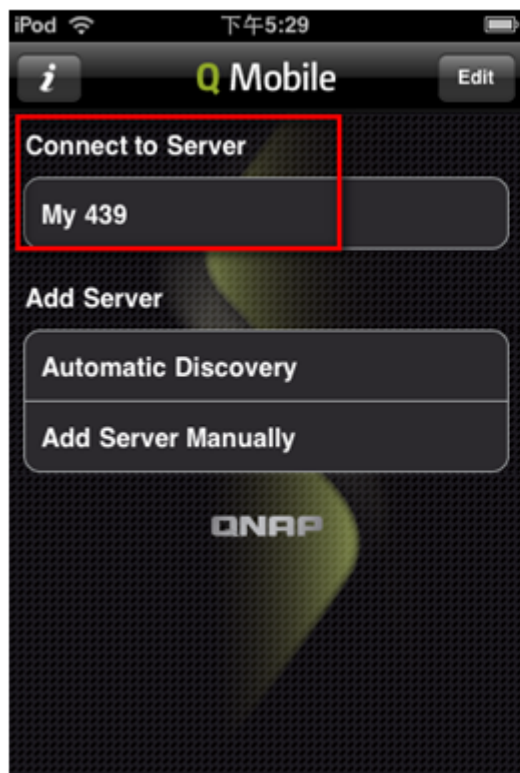 iPod 下午5:29
i Q Mobile Edit
Connect to Server
My 439
Add Server
Automatic Discovery
Add Server Manually
QNAP